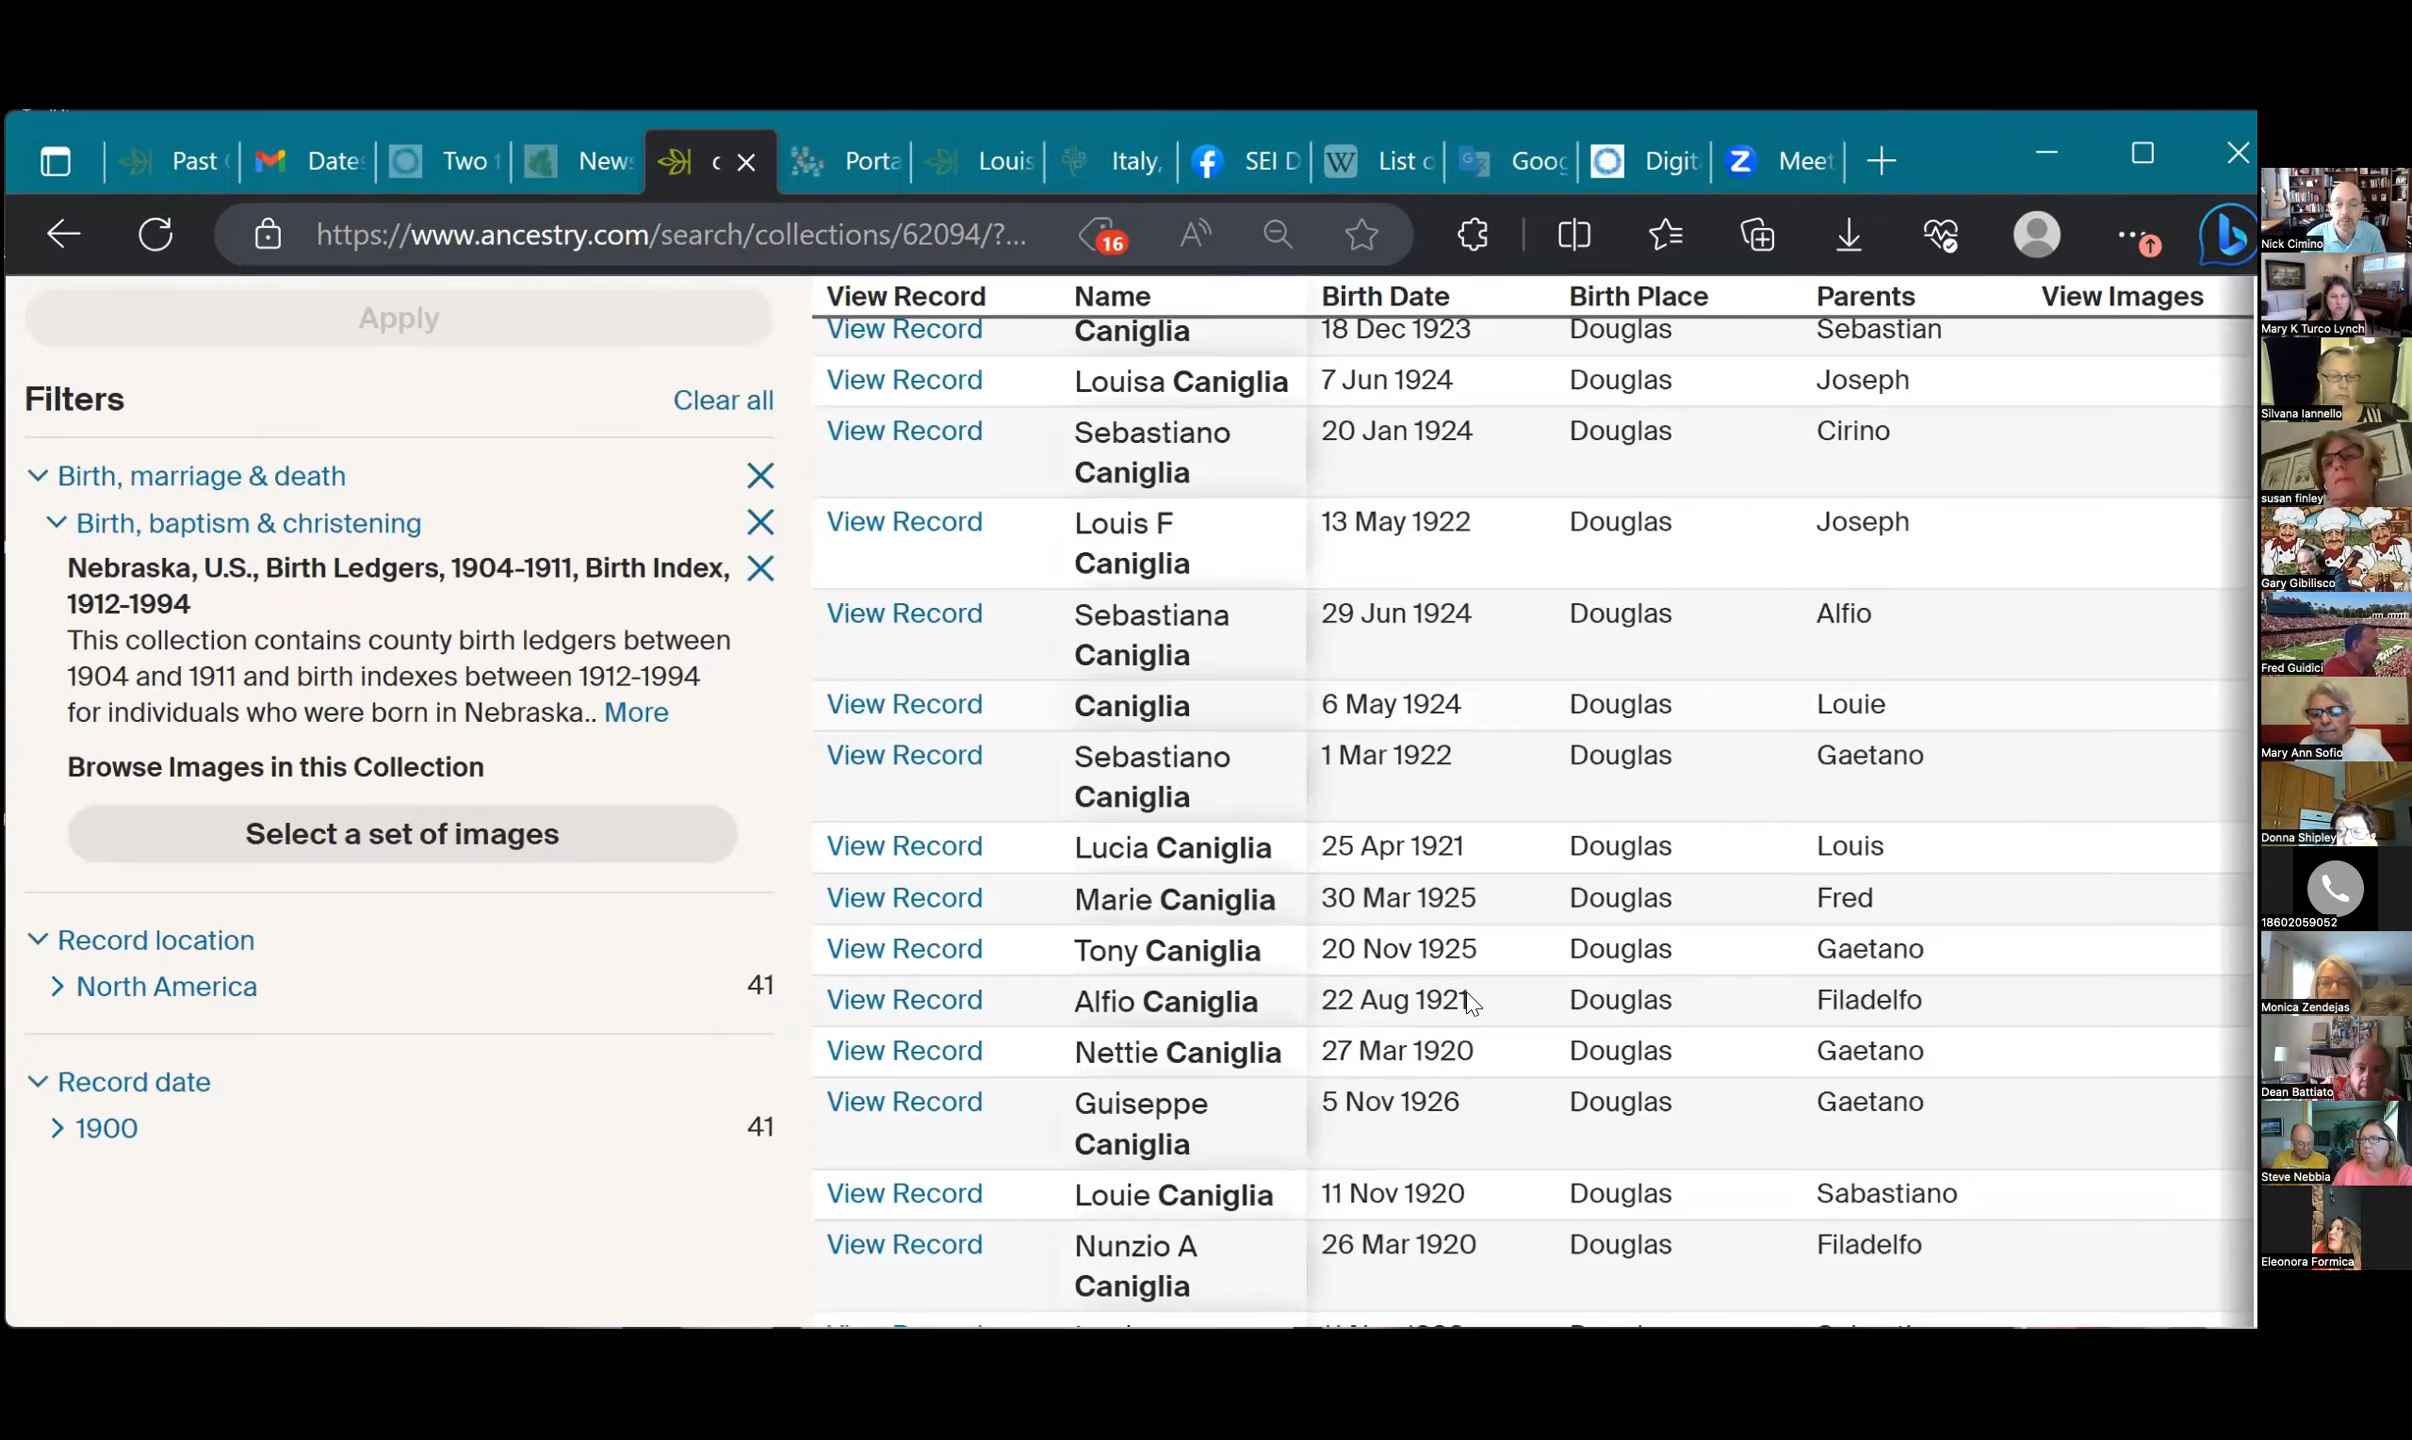 Past
Date
Two
News
c
Porta
Louis
Italy,
SEI D
List o
Goog
Digit
Meet
https://www.ancestry.com/search/collections/62094/?...
16
Apply
Filters
Clear all
Birth, marriage & death
Birth, baptism & christening
Nebraska, U.S., Birth Ledgers, 1904-1911, Birth Index,
1912-1994
This collection contains county birth ledgers between
1904 and 1911 and birth indexes between 1912-1994
for individuals who were born in Nebraska.. More
Browse Images in this Collection
Select a set of images
Record location
North America 41
Record date
1900 41
View Record Name Birth Date Birth Place Parents View Images
View Record Caniglia 18 Dec 1923 Douglas Sebastian
View Record Louisa Caniglia 7 Jun 1924 Douglas Joseph
View Record Sebastiano 20 Jan 1924 Douglas Cirino
Caniglia
View Record Louis F 13 May 1922 Douglas Joseph
Caniglia
View Record Sebastiana 29 Jun 1924 Douglas Alfio
Caniglia
View Record Caniglia 6 May 1924 Douglas Louie
View Record Sebastiano 1 Mar 1922 Douglas Gaetano
Caniglia
View Record Lucia Caniglia 25 Apr 1921 Douglas Louis
View Record Marie Caniglia 30 Mar 1925 Douglas Fred
View Record Tony Caniglia 20 Nov 1925 Douglas Gaetano
View Record Alfio Caniglia 22 Aug 1921 Douglas Filadelfo
View Record Nettie Caniglia 27 Mar 1920 Douglas Gaetano
View Record Guiseppe 5 Nov 1926 Douglas Gaetano
Caniglia
View Record Louie Caniglia 11 Nov 1920 Douglas Sabastiano
View Record Nunzio A 26 Mar 1920 Douglas Filadelfo
Caniglia
Nick Cimino
Mary K Turco Lynch
Silvana Iannello
susan finley
Gary Gibilisco
Fred Guidici
Mary Ann Sofio
Donna Shipley
18602059052
Monica Zendejas
Dean Battiato
Steve Nebbia
Eleonora Formica